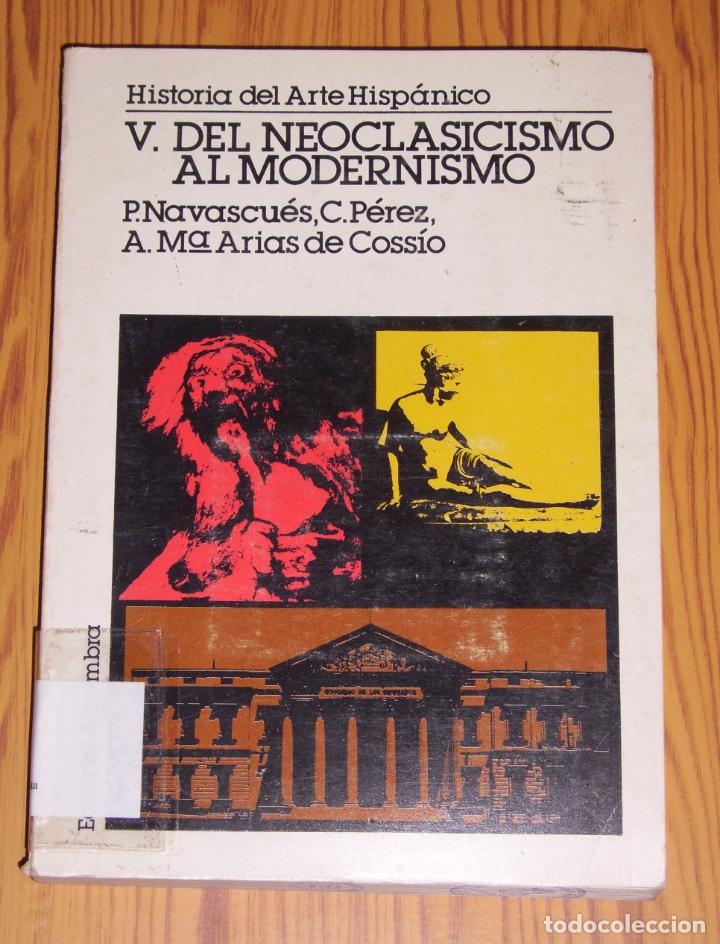 Historia del Arte Hispánico
V. DEL NEOCLASICISMO
AL MODERNISMO
P. Navascués, C. Pérez,
A. Mª Arias de Cossío
CONGRESO DE LOS DIPUTADOS
todocoleccion